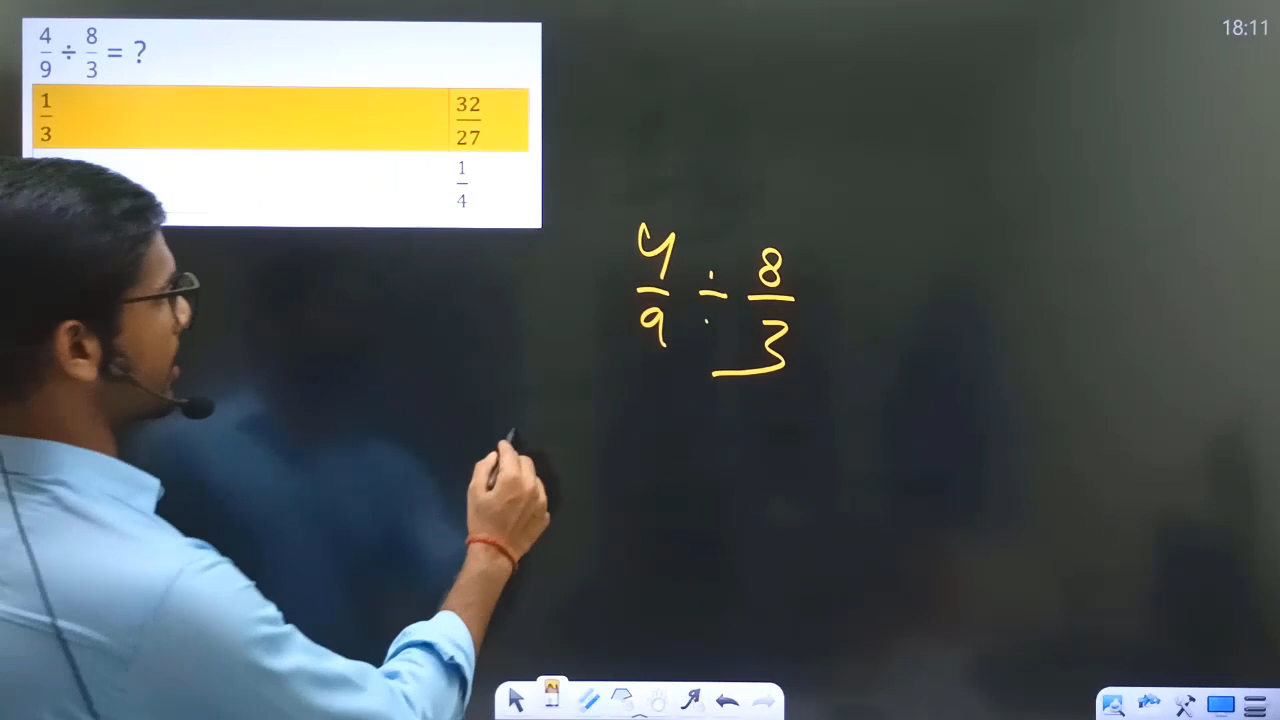 18:11
4/9 ÷ 8/3 = ?
1/3 32/27
1/4
4/9 ÷ 8/3